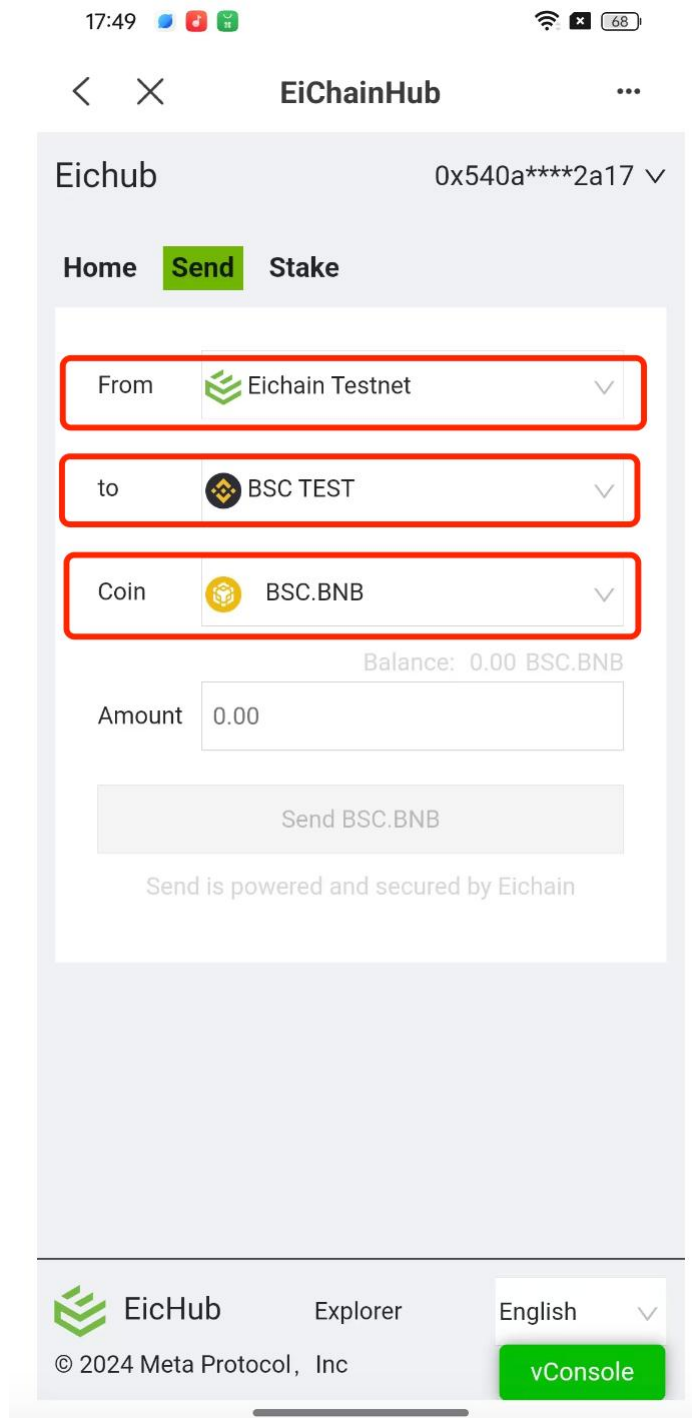 17:49 68
EiChainHub
Eichub 0x540a****2a17
Home Send Stake
From Eichain Testnet
to BSC TEST
Coin BSC.BNB
Balance: 0.00 BSC.BNB
Amount 0.00
Send BSC.BNB
Send is powered and secured by Eichain
EicHub Explorer English
© 2024 Meta Protocol，Inc vConsole